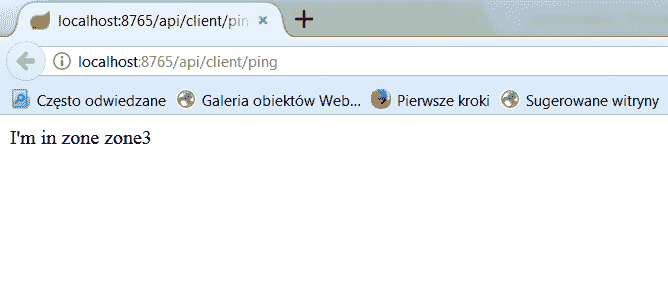 localhost:8765/api/client/pin
localhost:8765/api/client/ping
Często odwiedzane Galeria obiektów Web... Pierwsze kroki Sugerowane witryny
I'm in zone zone3